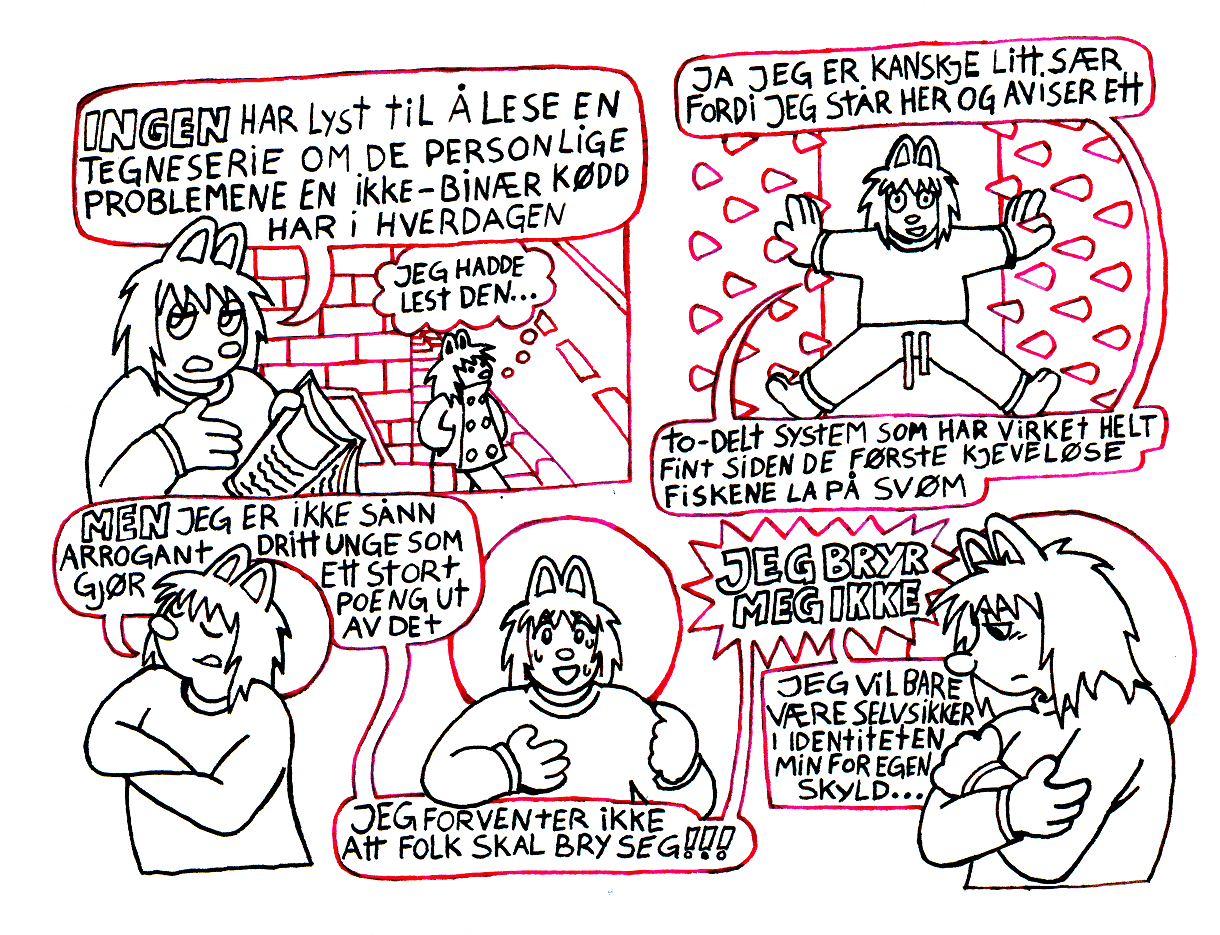 INGEN HAR LYST TIL Å LESE EN
TEGNESERIE OM DE PERSONLIGE
PROBLEMENE EN IKKE-BINÆR KØDD
HAR I HVERDAGEN
JEG HADDE
LEST DEN...
JA JEG ER KANSKJE LITT SÆR
FORDI JEG STÅR HER OG AVISER ETT
TO-DELT SYSTEM SOM HAR VIRKET HELT
FINT SIDEN DE FØRSTE KJEVELØSE
FISKENE LA PÅ SVØM
MEN JEG ER IKKE SÅNN
ARROGANT DRITTUNGE SOM
GJØR ETT STORT
POENG UT
AV DET
JEG FORVENTER IKKE
ATT FOLK SKAL BRY SEG!!!
JEG BRYR
MEG IKKE
JEG VIL BARE
VÆRE SELVSIKKER
I IDENTITETEN
MIN FOR EGEN
SKYLD...